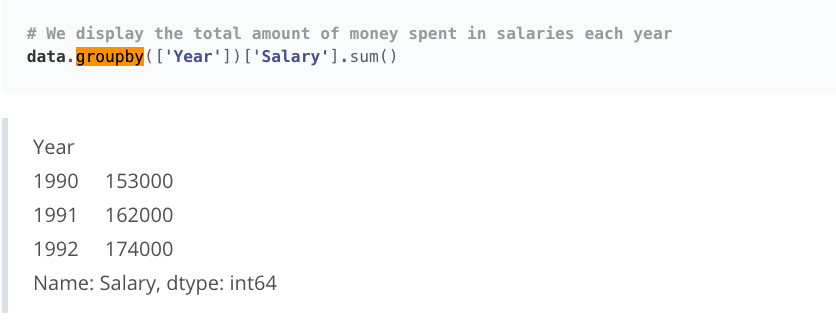 # We display the total amount of money spent in salaries each year
data.groupby(['Year'])['Salary'].sum()
Year
1990 153000
1991 162000
1992 174000
Name: Salary, dtype: int64